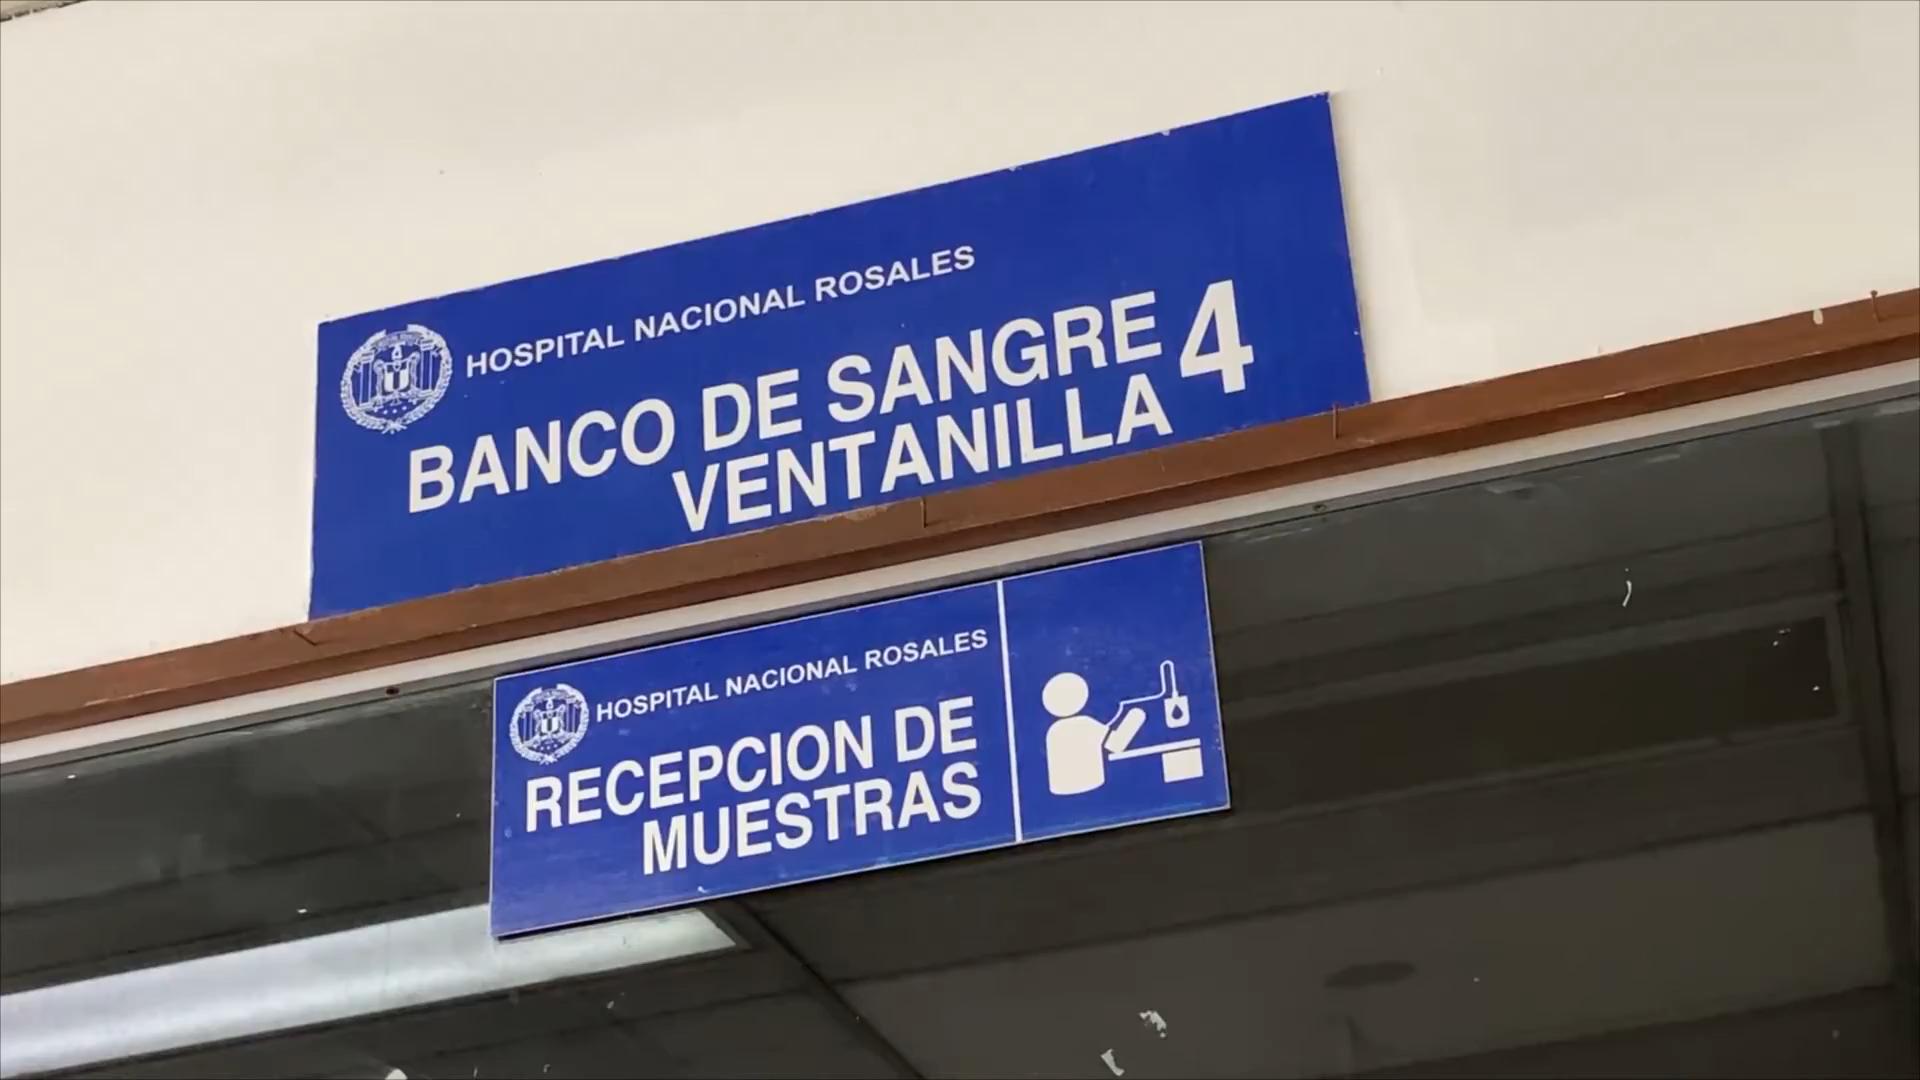 HOSPITAL NACIONAL ROSALES
BANCO DE SANGRE 4
VENTANILLA
HOSPITAL NACIONAL ROSALES
RECEPCION DE
MUESTRAS